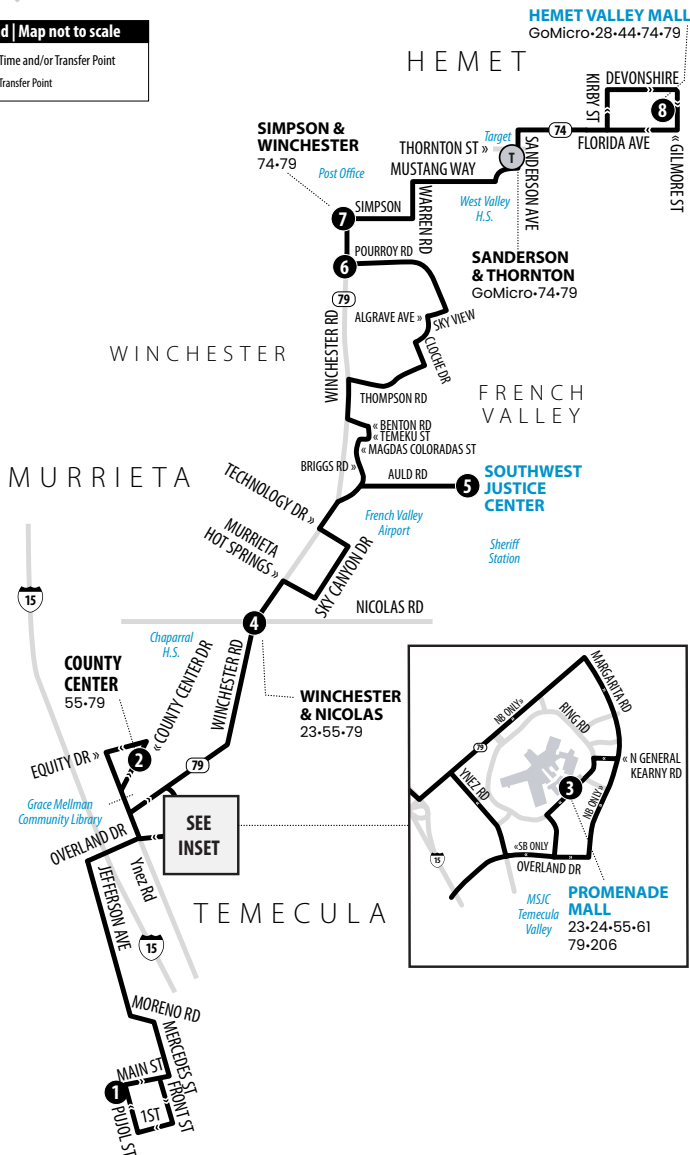 HEMET VALLEY MALL
GoMicro•28•44•74•79
d | Map not to scale
Time and/or Transfer Point
Transfer Point
HEMET
DEVONSHIRE
KIRBY ST
8
74
FLORIDA AVE
« GILMORE ST
SIMPSON &
WINCHESTER
74•79
Post Office
Target
THORNTON ST »
T
SANDERSON AVE
MUSTANG WAY
WARREN RD
West Valley
H.S.
7
SIMPSON
POURROY RD
6
SANDERSON
& THORNTON
GoMicro•74•79
79
WINCHESTER RD
ALGRAVE AVE »
SKY VIEW
CLOCHE DR
WINCHESTER
THOMPSON RD
FRENCH
VALLEY
« BENTON RD
« TEMEKU ST
« MAGDAS COLORADAS ST
BRIGGS RD »
AULD RD
5
SOUTHWEST
JUSTICE
CENTER
MURRIETA
TECHNOLOGY DR »
French Valley
Airport
Sheriff
Station
MURRIETA
HOT SPRINGS »
SKY CANYON DR
15
NICOLAS RD
4
Chaparral
H.S.
COUNTY
CENTER
55•79
« COUNTY CENTER DR
WINCHESTER RD
WINCHESTER
& NICOLAS
23•55•79
EQUITY DR »
2
79
Grace Mellman
Community Library
OVERLAND DR
SEE
INSET
JEFFERSON AVE
Ynez Rd
TEMECULA
15
MORENO RD
MERCEDES ST
MAIN ST
1
PUJOL ST
1ST
FRONT ST
MARGARITA RD
NB ONLY»
RING RD
79
« N GENERAL
KEARNY RD
YNEZ RD
3
NB ONLY»
«SB ONLY
15
OVERLAND DR
MSJC
Temecula
Valley
PROMENADE
MALL
23•24•55•61
79•206